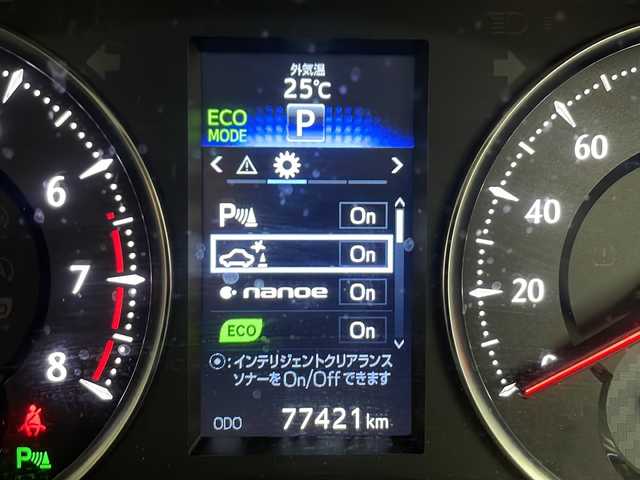 外気温
25℃
ECO MODE
P
P On
On
nanoe On
ECO On
:インテリジェントクリアランス
ソナーをOn/Offできます
ODO 77421km
6
7
8
60
40
20
0
P